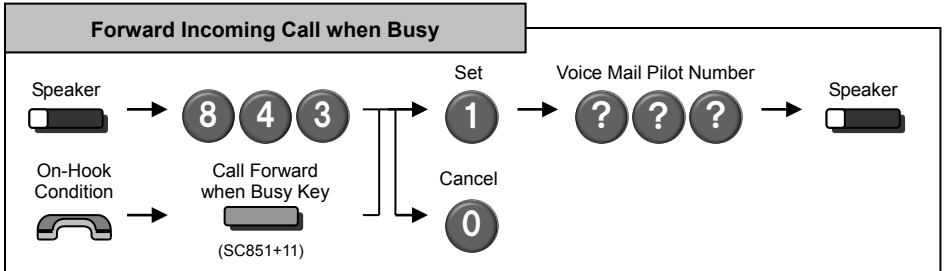 Forward Incoming Call when Busy
Speaker
8 4 3
Set
1
Voice Mail Pilot Number
? ? ?
Speaker
On-Hook
Condition
Call Forward
when Busy Key
(SC851+11)
Cancel
0